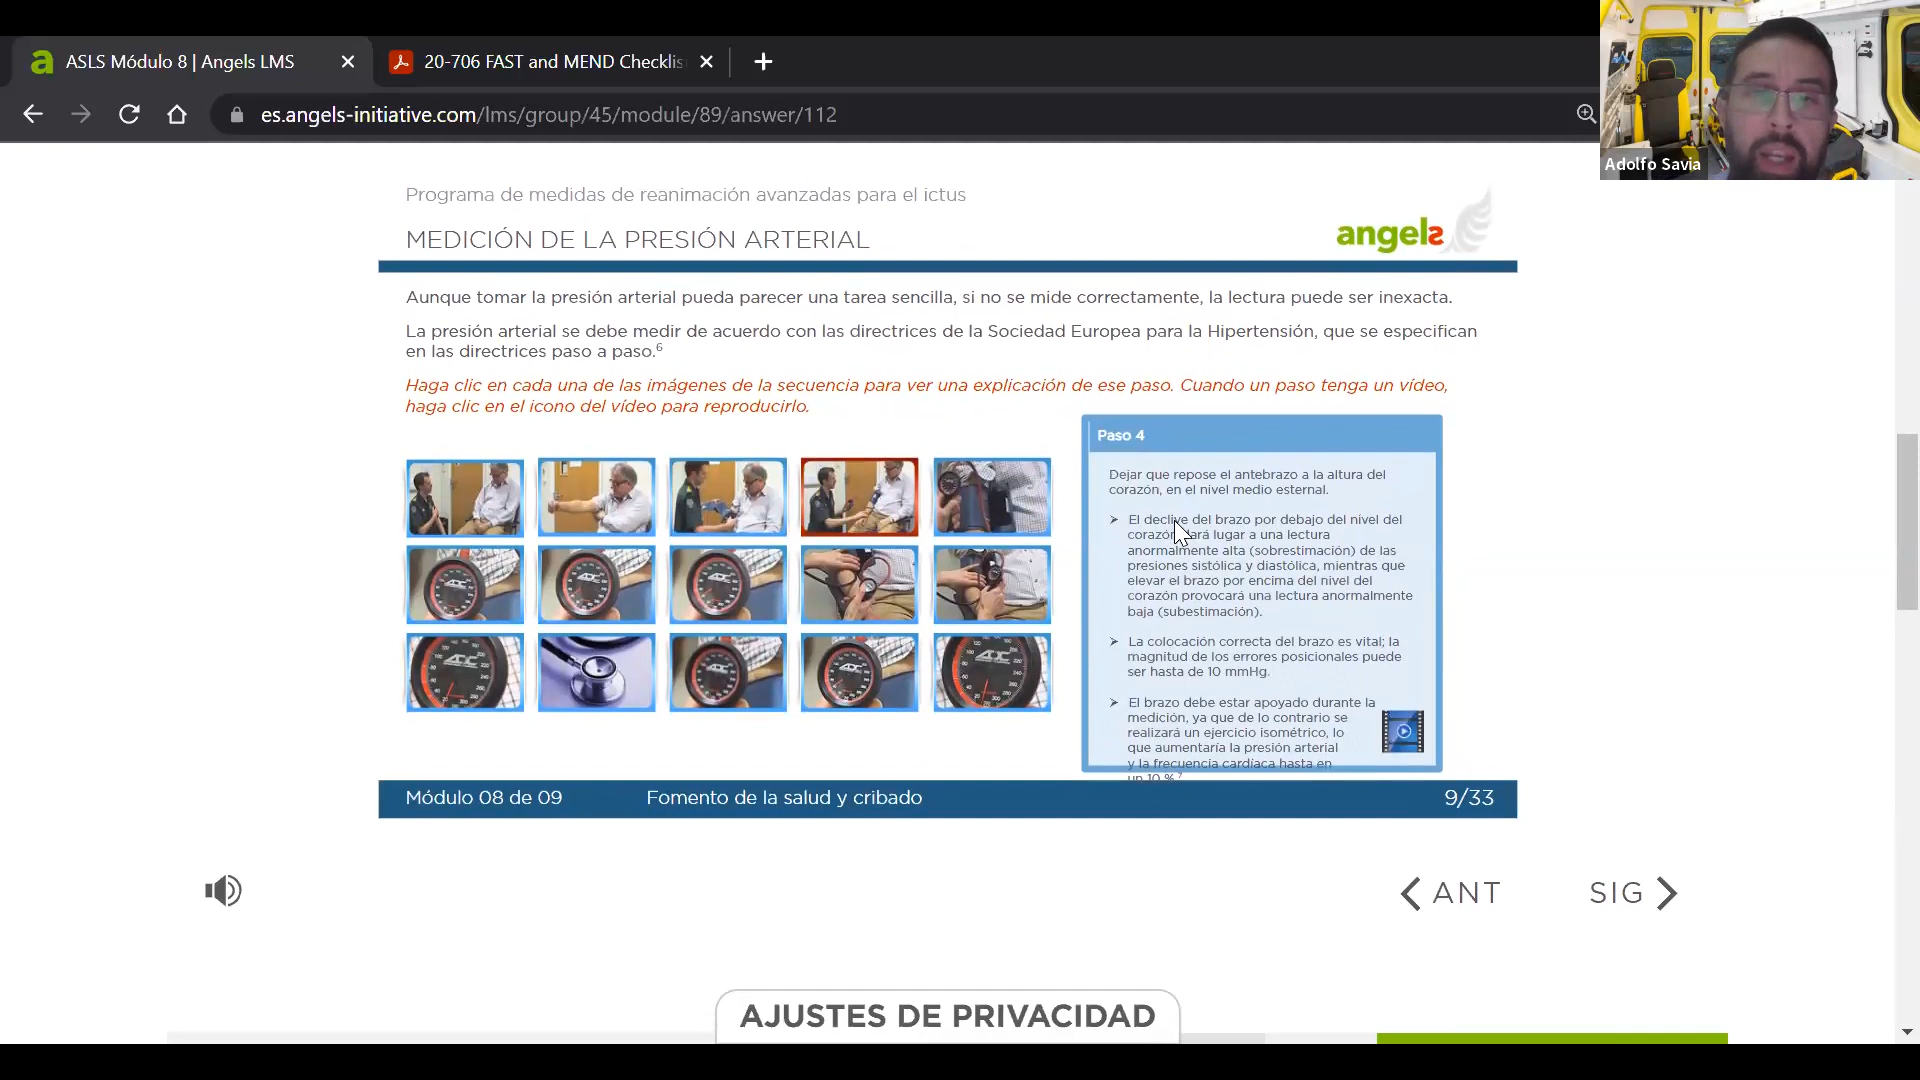 ASLS Módulo 8 | Angels LMS
20-706 FAST and MEND Checklis
es.angels-initiative.com/lms/group/45/module/89/answer/112
Adolfo Savia
Programa de medidas de reanimación avanzadas para el ictus
MEDICIÓN DE LA PRESIÓN ARTERIAL
angels
Aunque tomar la presión arterial pueda parecer una tarea sencilla, si no se mide correctamente, la lectura puede ser inexacta.
La presión arterial se debe medir de acuerdo con las directrices de la Sociedad Europea para la Hipertensión, que se especifican
en las directrices paso a paso.⁶
Haga clic en cada una de las imágenes de la secuencia para ver una explicación de ese paso. Cuando un paso tenga un vídeo,
haga clic en el icono del vídeo para reproducirlo.
Paso 4
Dejar que repose el antebrazo a la altura del
corazón, en el nivel medio esternal.
➤ El declive del brazo por debajo del nivel del
corazón ará lugar a una lectura
anormalmente alta (sobrestimación) de las
presiones sistólica y diastólica, mientras que
elevar el brazo por encima del nivel del
corazón provocará una lectura anormalmente
baja (subestimación).
➤ La colocación correcta del brazo es vital; la
magnitud de los errores posicionales puede
ser hasta de 10 mmHg.
➤ El brazo debe estar apoyado durante la
medición, ya que de lo contrario se
realizará un ejercicio isométrico, lo
que aumentaría la presión arterial
y la frecuencia cardíaca hasta en
un 10 %.⁷
Módulo 08 de 09
Fomento de la salud y cribado
9/33
ANT
SIG
AJUSTES DE PRIVACIDAD